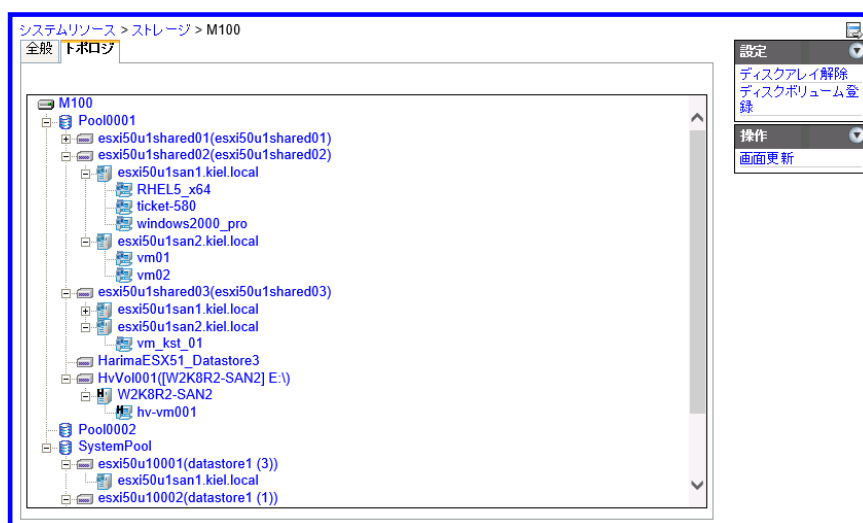 システムリソース > ストレージ > M100
全般 トポロジ
M100
Pool0001
esxi50u1shared01(esxi50u1shared01)
esxi50u1shared02(esxi50u1shared02)
esxi50u1san1.kiel.local
RHEL5_x64
ticket-580
windows2000_pro
esxi50u1san2.kiel.local
vm01
vm02
esxi50u1shared03(esxi50u1shared03)
esxi50u1san1.kiel.local
esxi50u1san2.kiel.local
vm_kst_01
HarimaESX51_Datastore3
HvVol001([W2K8R2-SAN2] E:\)
W2K8R2-SAN2
hv-vm001
Pool0002
SystemPool
esxi50u10001(datastore1 (3))
esxi50u1san1.kiel.local
esxi50u10002(datastore1 (1))
設定
ディスクアレイ解除
ディスクボリューム登
録
操作
画面更新